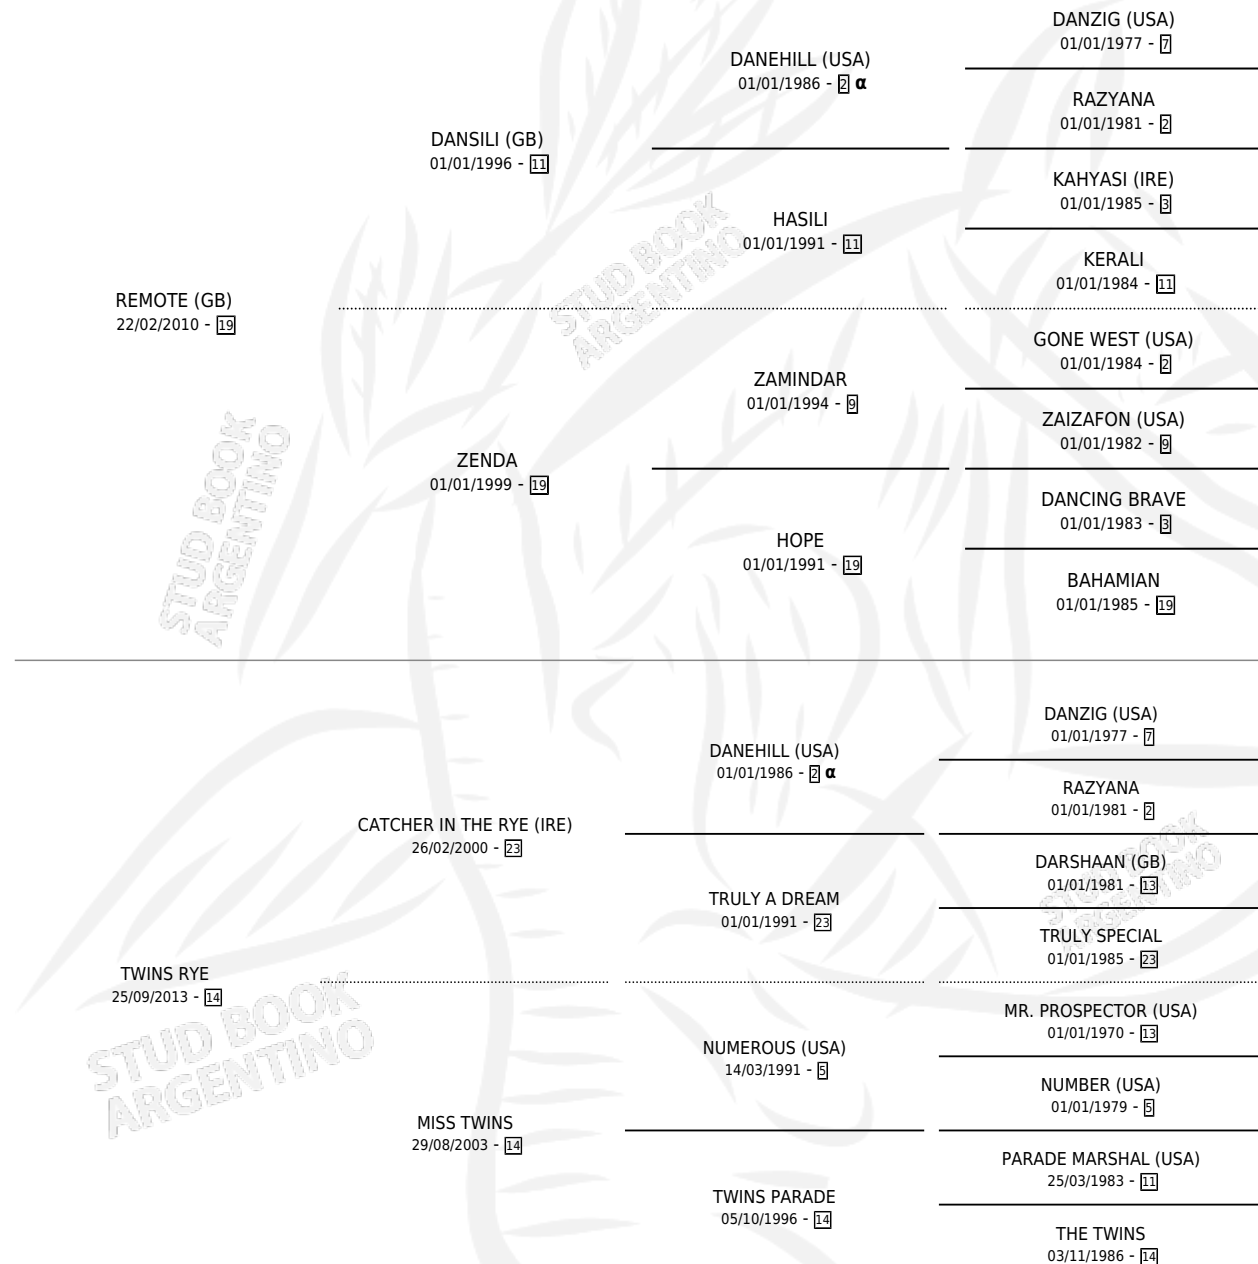 DANZIG (USA)
01/01/1977 - 7
DANEHILL (USA)
01/01/1986 - 2 α
RAZYANA
01/01/1981 - 2
DANSILI (GB)
01/01/1996 - 11
KAHYASI (IRE)
01/01/1985 - 3
HASILI
01/01/1991 - 11
KERALI
01/01/1984 - 11
REMOTE (GB)
22/02/2010 - 19
GONE WEST (USA)
01/01/1984 - 2
ZAMINDAR
01/01/1994 - 9
ZAIZAFON (USA)
01/01/1982 - 9
ZENDA
01/01/1999 - 19
DANCING BRAVE
01/01/1983 - 3
HOPE
01/01/1991 - 19
BAHAMIAN
01/01/1985 - 19
STUD BOOK
ARGENTINO
STUD BOOK
ARGENTINO
DANZIG (USA)
01/01/1977 - 7
DANEHILL (USA)
01/01/1986 - 2 α
RAZYANA
01/01/1981 - 2
CATCHER IN THE RYE (IRE)
26/02/2000 - 23
DARSHAAN (GB)
01/01/1981 - 13
TRULY A DREAM
01/01/1991 - 23
TRULY SPECIAL
01/01/1985 - 23
TWINS RYE
25/09/2013 - 14
MR. PROSPECTOR (USA)
01/01/1970 - 13
NUMEROUS (USA)
14/03/1991 - 5
NUMBER (USA)
01/01/1979 - 5
MISS TWINS
29/08/2003 - 14
PARADE MARSHAL (USA)
25/03/1983 - 11
TWINS PARADE
05/10/1996 - 14
THE TWINS
03/11/1986 - 14
STUD BOOK
ARGENTINO
STUD BOOK
ARGENTINO